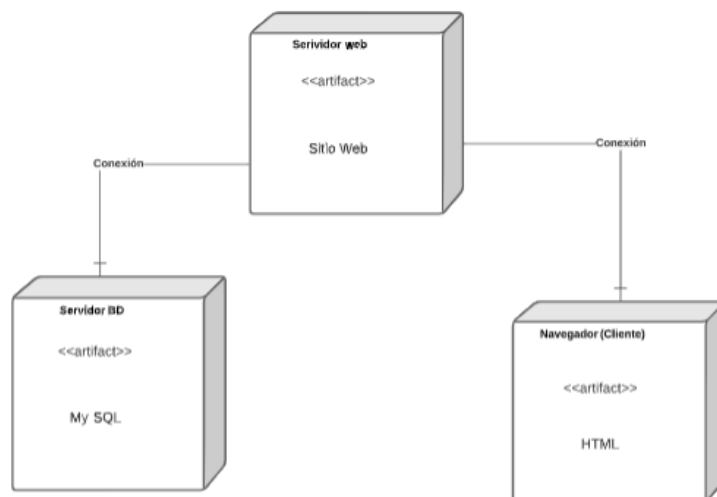 Serividor web
<<artifact>>
Sitio Web
Conexión
Conexión
Servidor BD
<<artifact>>
My SQL
Navegador (Cliente)
<<artifact>>
HTML